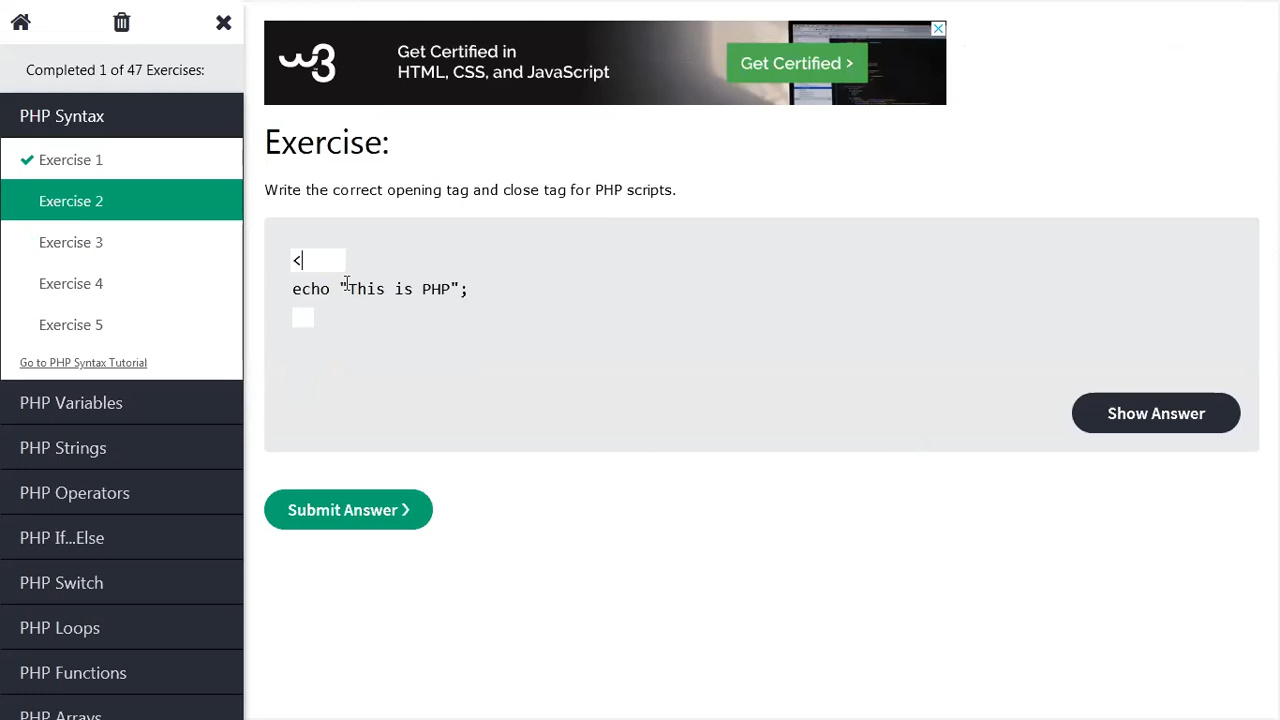 Completed 1 of 47 Exercises:
PHP Syntax
Exercise 1
Exercise 2
Exercise 3
Exercise 4
Exercise 5
Go to PHP Syntax Tutorial
PHP Variables
PHP Strings
PHP Operators
PHP If...Else
PHP Switch
PHP Loops
PHP Functions
PHP Arrays
w3
Get Certified in
HTML, CSS, and JavaScript
Get Certified >
Exercise:
Write the correct opening tag and close tag for PHP scripts.
<
echo "This is PHP";
Show Answer
Submit Answer ❯